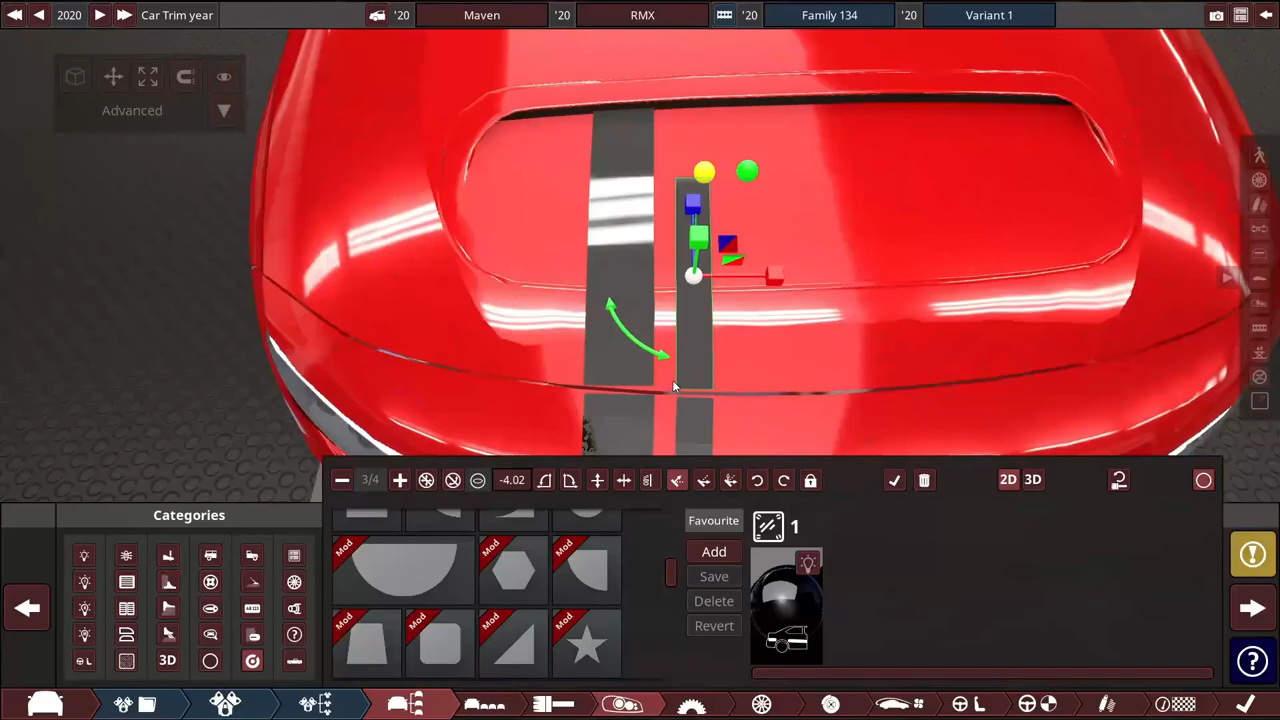 2020
Car Trim year
'20
Maven
'20
RMX
'20
Family 134
'20
Variant 1
Advanced
3/4
-4.02
2D
3D
Categories
3D
L
Mod
Mod
Mod
Mod
Mod
Mod
Mod
Favourite
Add
Save
Delete
Revert
1